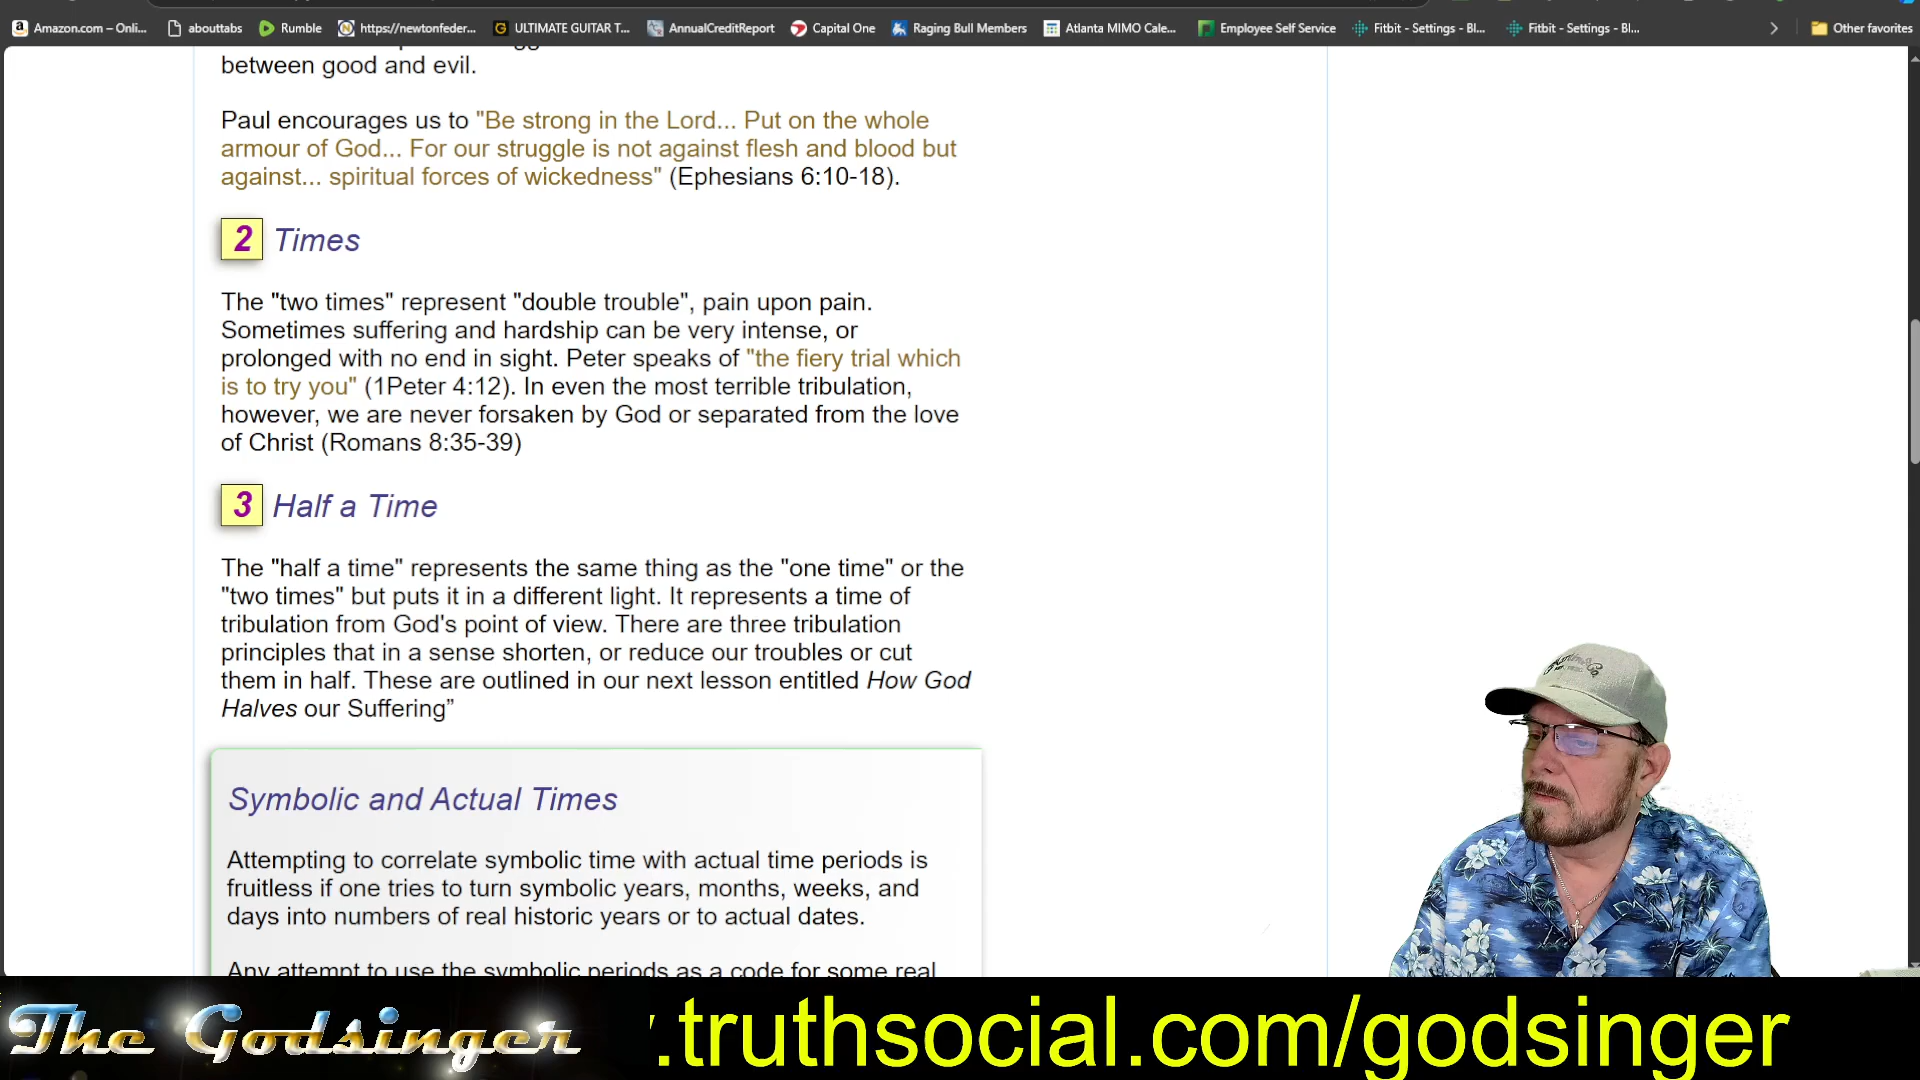 Amazon.com – Onli...
abouttabs
Rumble
https://newtonfeder...
ULTIMATE GUITAR T...
AnnualCreditReport
Capital One
Raging Bull Members
Atlanta MIMO Cale...
Employee Self Service
Fitbit - Settings - Bl...
Fitbit - Settings - Bl...
Other favorites
between good and evil.
Paul encourages us to "Be strong in the Lord... Put on the whole
armour of God... For our struggle is not against flesh and blood but
against... spiritual forces of wickedness" (Ephesians 6:10-18).
2 Times
The "two times" represent "double trouble", pain upon pain.
Sometimes suffering and hardship can be very intense, or
prolonged with no end in sight. Peter speaks of "the fiery trial which
is to try you" (1Peter 4:12). In even the most terrible tribulation,
however, we are never forsaken by God or separated from the love
of Christ (Romans 8:35-39)
3 Half a Time
The "half a time" represents the same thing as the "one time" or the
"two times" but puts it in a different light. It represents a time of
tribulation from God's point of view. There are three tribulation
principles that in a sense shorten, or reduce our troubles or cut
them in half. These are outlined in our next lesson entitled How God
Halves our Suffering”
Symbolic and Actual Times
Attempting to correlate symbolic time with actual time periods is
fruitless if one tries to turn symbolic years, months, weeks, and
days into numbers of real historic years or to actual dates.
Any attempt to use the symbolic periods as a code for some real
The Godsinger
.truthsocial.com/godsinger